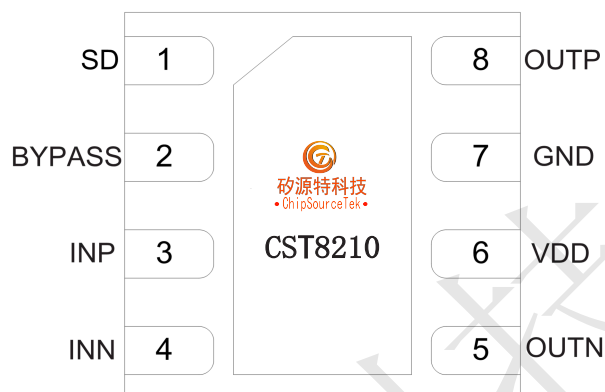 SD 1 8 OUTP
BYPASS 2 7 GND
矽源特科技
•ChipSourceTek•
CST8210
INP 3 6 VDD
INN 4 5 OUTN